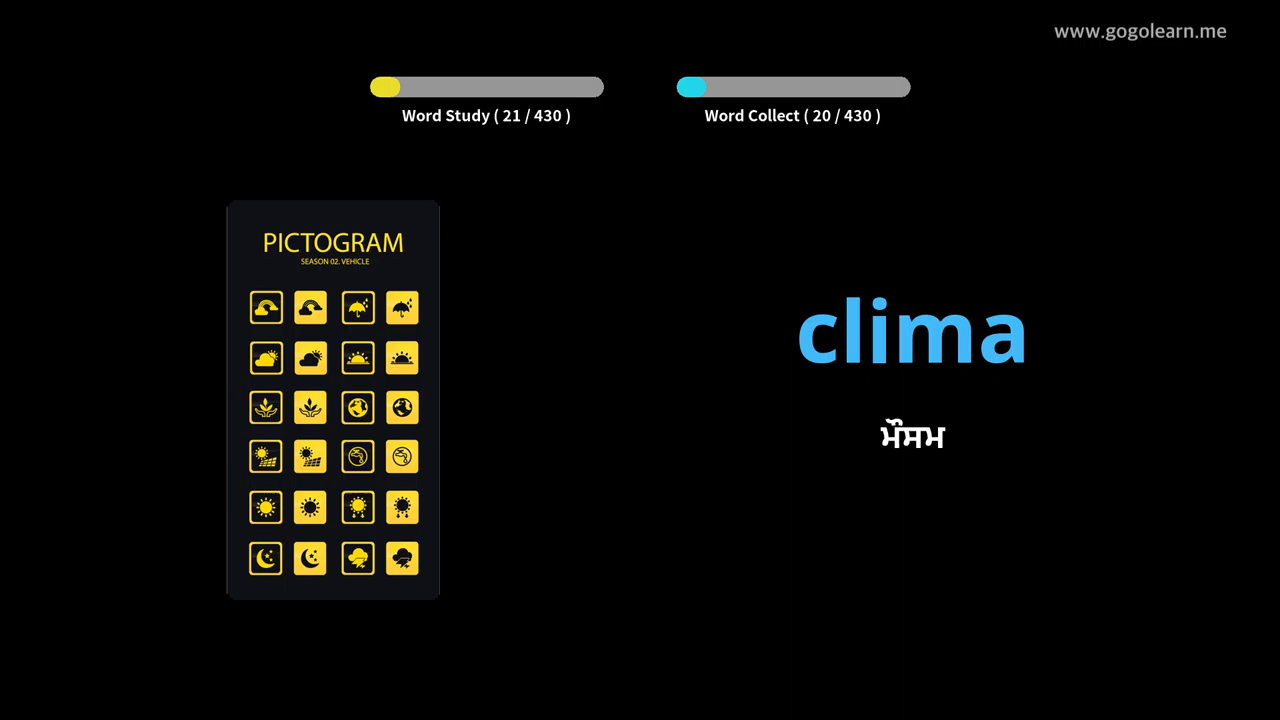 www.gogolearn.me
Word Study ( 21 / 430 )
Word Collect ( 20 / 430 )
PICTOGRAM
SEASON 02. VEHICLE
clima
ਮੌਸਮ